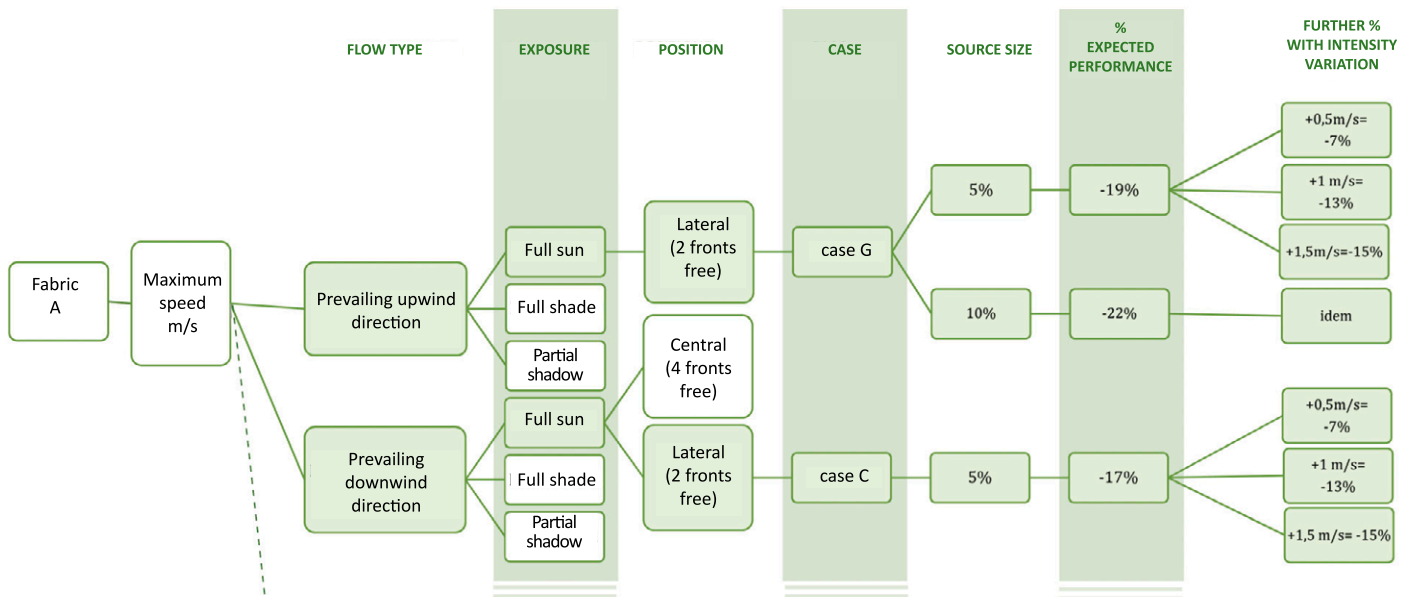 FLOW TYPE
EXPOSURE
POSITION
CASE
SOURCE SIZE
%
EXPECTED
PERFORMANCE
FURTHER %
WITH INTENSITY
VARIATION
Fabric
A
Maximum
speed
m/s
Prevailing upwind
direction
Full sun
Full shade
Partial
shadow
Lateral
(2 fronts
free)
case G
5%
-19%
+0,5m/s=
-7%
+1 m/s=
-13%
+1,5m/s=-15%
10%
-22%
idem
Prevailing
downwind
direction
Full sun
Full shade
Partial
shadow
Central
(4 fronts
free)
Lateral
(2 fronts
free)
case C
5%
-17%
+0,5m/s=
-7%
+1 m/s=
-13%
+1,5 m/s= -15%